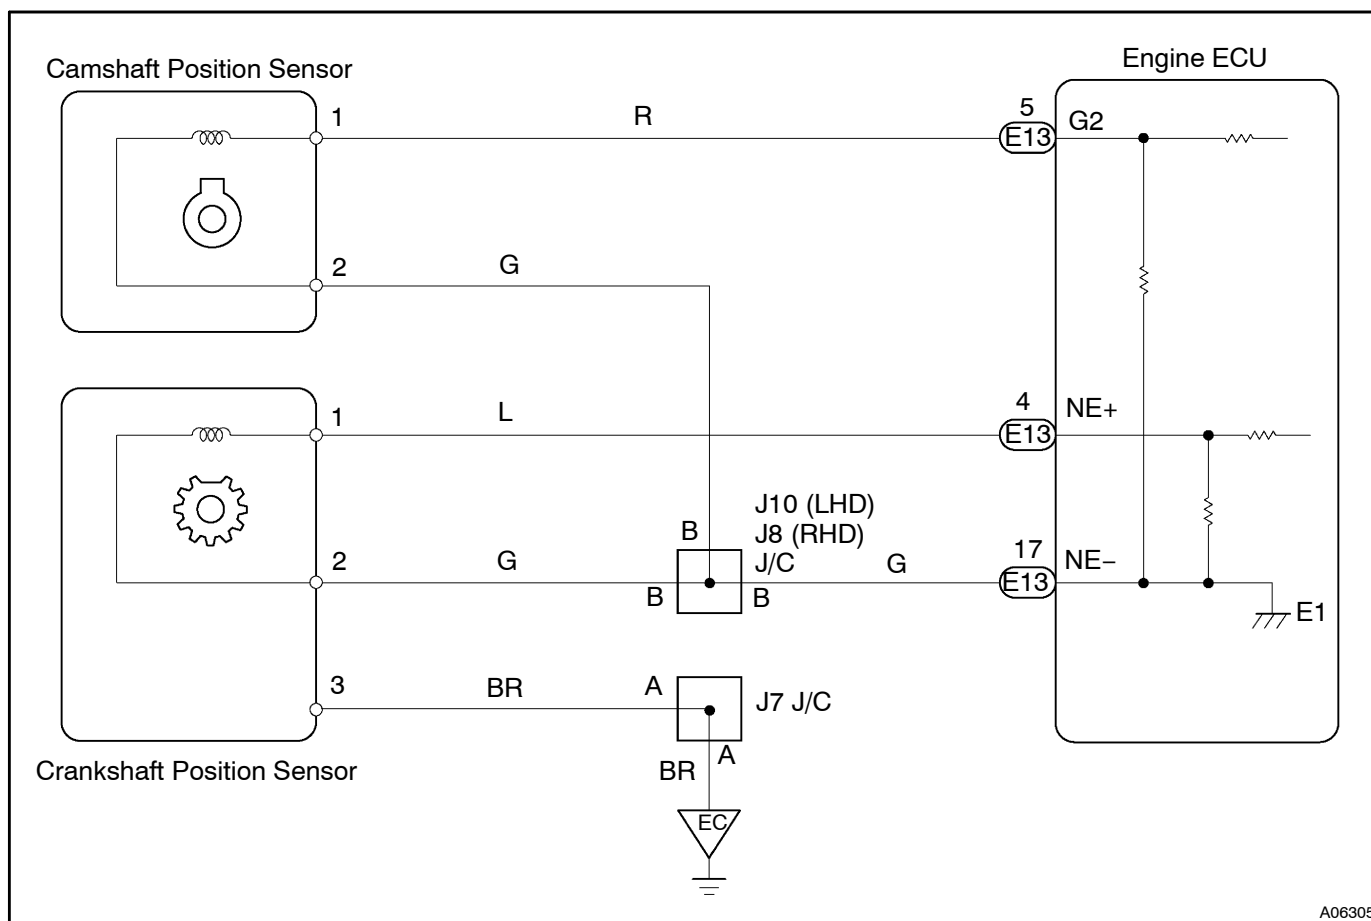 Camshaft Position Sensor
Engine ECU
1
R
5
E13
G2
2
G
1
L
4
E13
NE+
J10 (LHD)
J8 (RHD)
J/C
B
2
G
B
B
G
17
E13
NE−
E1
3
BR
A
J7 J/C
A
BR
Crankshaft Position Sensor
EC
A06305